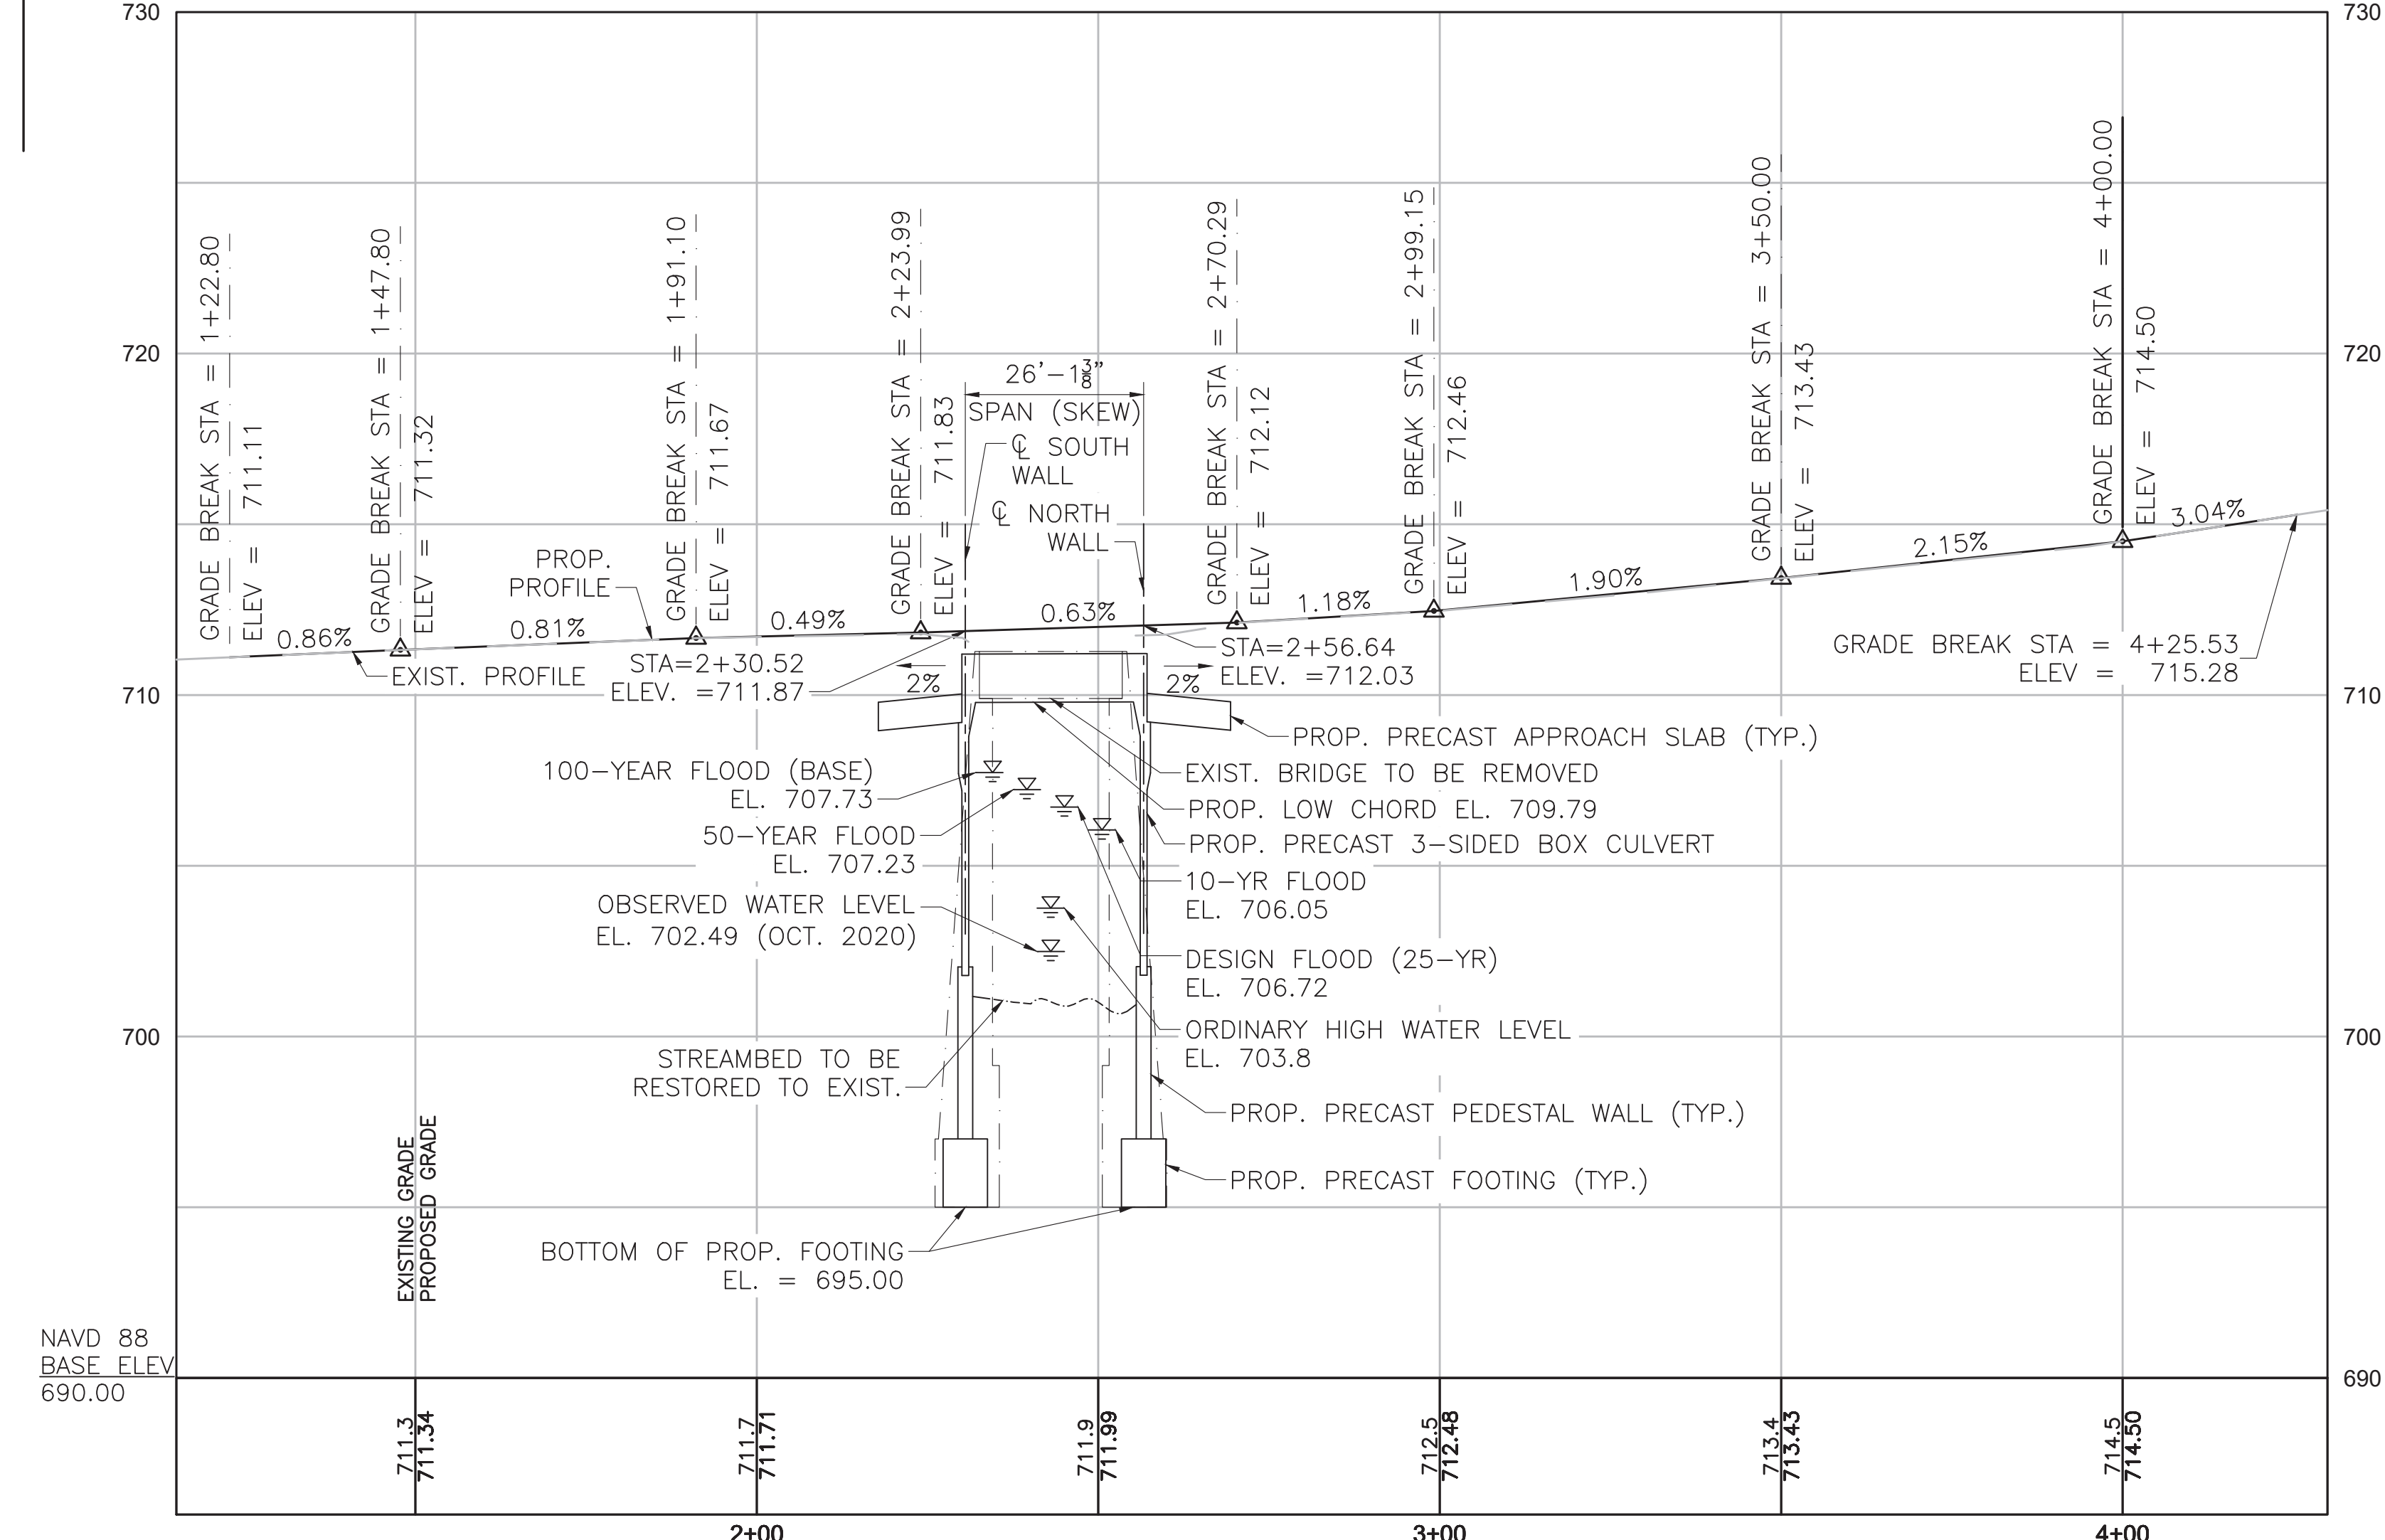 730
730
720
720
710
710
700
700
690
690
GRADE BREAK STA = 1+22.80
ELEV = 711.11
GRADE BREAK STA = 1+47.80
ELEV = 711.32
GRADE BREAK STA = 1+91.10
ELEV = 711.67
GRADE BREAK STA = 2+23.99
ELEV = 711.83
GRADE BREAK STA = 2+70.29
ELEV = 712.12
GRADE BREAK STA = 2+99.15
ELEV = 712.46
GRADE BREAK STA = 3+50.00
ELEV = 713.43
GRADE BREAK STA = 4+00.00
ELEV = 714.50
26'-1 3/8"
SPAN (SKEW)
℄ SOUTH
WALL
℄ NORTH
WALL
PROP.
PROFILE
0.86%
0.81%
0.49%
0.63%
1.18%
1.90%
2.15%
3.04%
EXIST. PROFILE
STA=2+30.52
ELEV. =711.87
STA=2+56.64
ELEV. =712.03
GRADE BREAK STA = 4+25.53
ELEV = 715.28
2%
2%
PROP. PRECAST APPROACH SLAB (TYP.)
100-YEAR FLOOD (BASE)
EL. 707.73
EXIST. BRIDGE TO BE REMOVED
PROP. LOW CHORD EL. 709.79
50-YEAR FLOOD
EL. 707.23
PROP. PRECAST 3-SIDED BOX CULVERT
10-YR FLOOD
EL. 706.05
OBSERVED WATER LEVEL
EL. 702.49 (OCT. 2020)
DESIGN FLOOD (25-YR)
EL. 706.72
ORDINARY HIGH WATER LEVEL
EL. 703.8
STREAMBED TO BE
RESTORED TO EXIST.
PROP. PRECAST PEDESTAL WALL (TYP.)
PROP. PRECAST FOOTING (TYP.)
BOTTOM OF PROP. FOOTING
EL. = 695.00
EXISTING GRADE
PROPOSED GRADE
NAVD 88
BASE ELEV
690.00
711.3
711.34
711.7
711.71
711.9
711.99
712.5
712.48
713.4
713.43
714.5
714.50
2+00
3+00
4+00